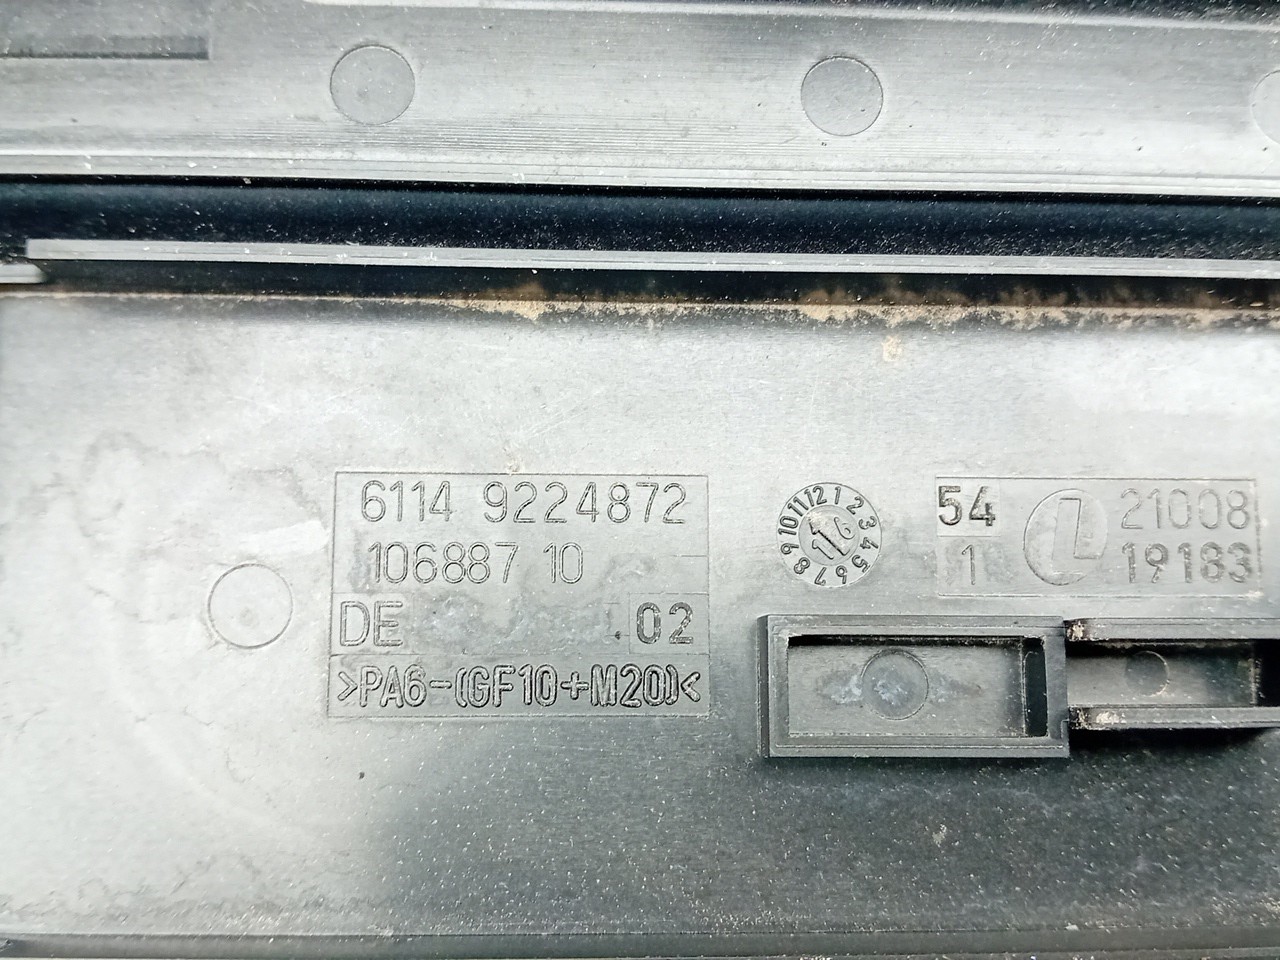 6114 9224872
106887 10
DE .02
>PA6-(GF10+M20)<
1 2 3 4 5 6 7 8 9 10 11 12
16
54 L 21008
1 19183